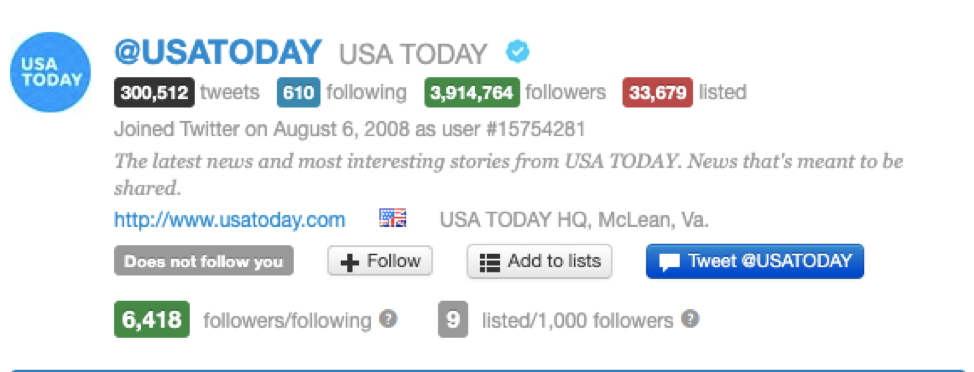 USA
TODAY
@USATODAY USA TODAY
300,512 tweets 610 following 3,914,764 followers 33,679 listed
Joined Twitter on August 6, 2008 as user #15754281
The latest news and most interesting stories from USA TODAY. News that's meant to be
shared.
http://www.usatoday.com USA TODAY HQ, McLean, Va.
Does not follow you Follow Add to lists Tweet @USATODAY
6,418 followers/following ? 9 listed/1,000 followers ?